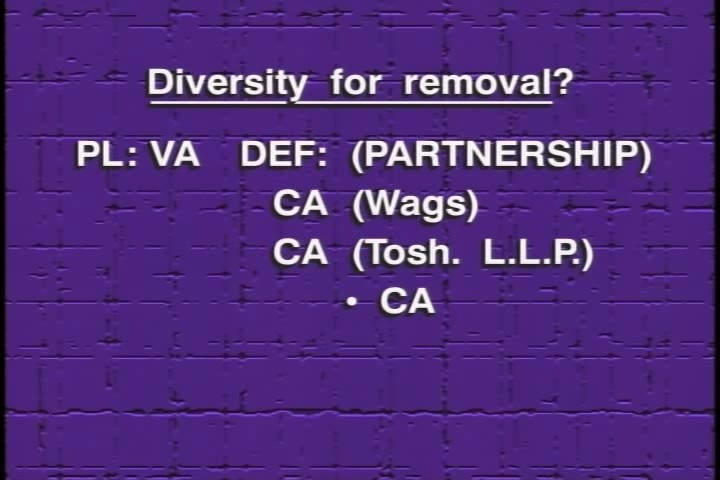 Diversity for removal?
PL: VA DEF: (PARTNERSHIP)
CA (Wags)
CA (Tosh. L.L.P.)
• CA